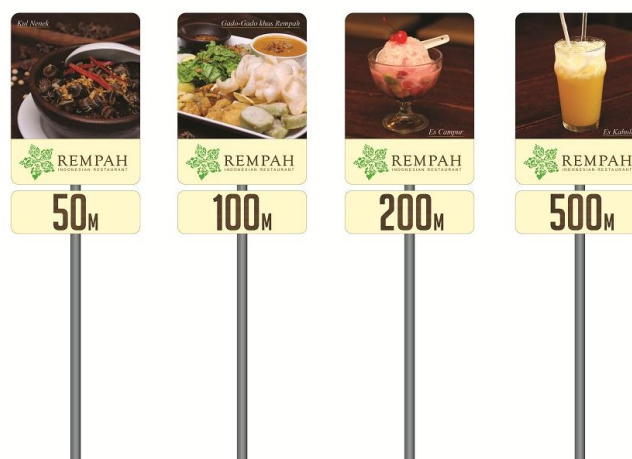 Kul Nenek
REMPAH
INDONESIAN RESTAURANT
50M
Gado-Gado khas Rempah
REMPAH
INDONESIAN RESTAURANT
100M
Es Campur
REMPAH
INDONESIAN RESTAURANT
200M
REMPAH
INDONESIAN RESTAURANT
500M